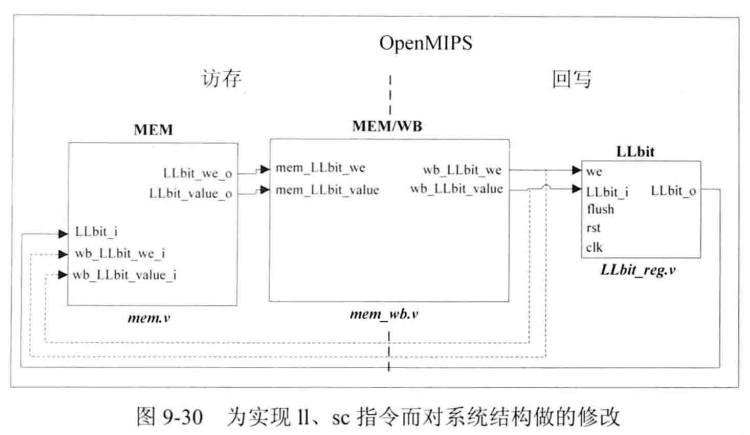 OpenMIPS
访存
回写
MEM
LLbit_we_o
LLbit_value_o
LLbit_i
wb_LLbit_we_i
wb_LLbit_value_i
mem.v
MEM/WB
mem_LLbit_we
mem_LLbit_value
wb_LLbit_we
wb_LLbit_value
mem_wb.v
LLbit
we
LLbit_i
LLbit_o
flush
rst
clk
LLbit_reg.v
图 9-30 为实现 ll、sc 指令而对系统结构做的修改